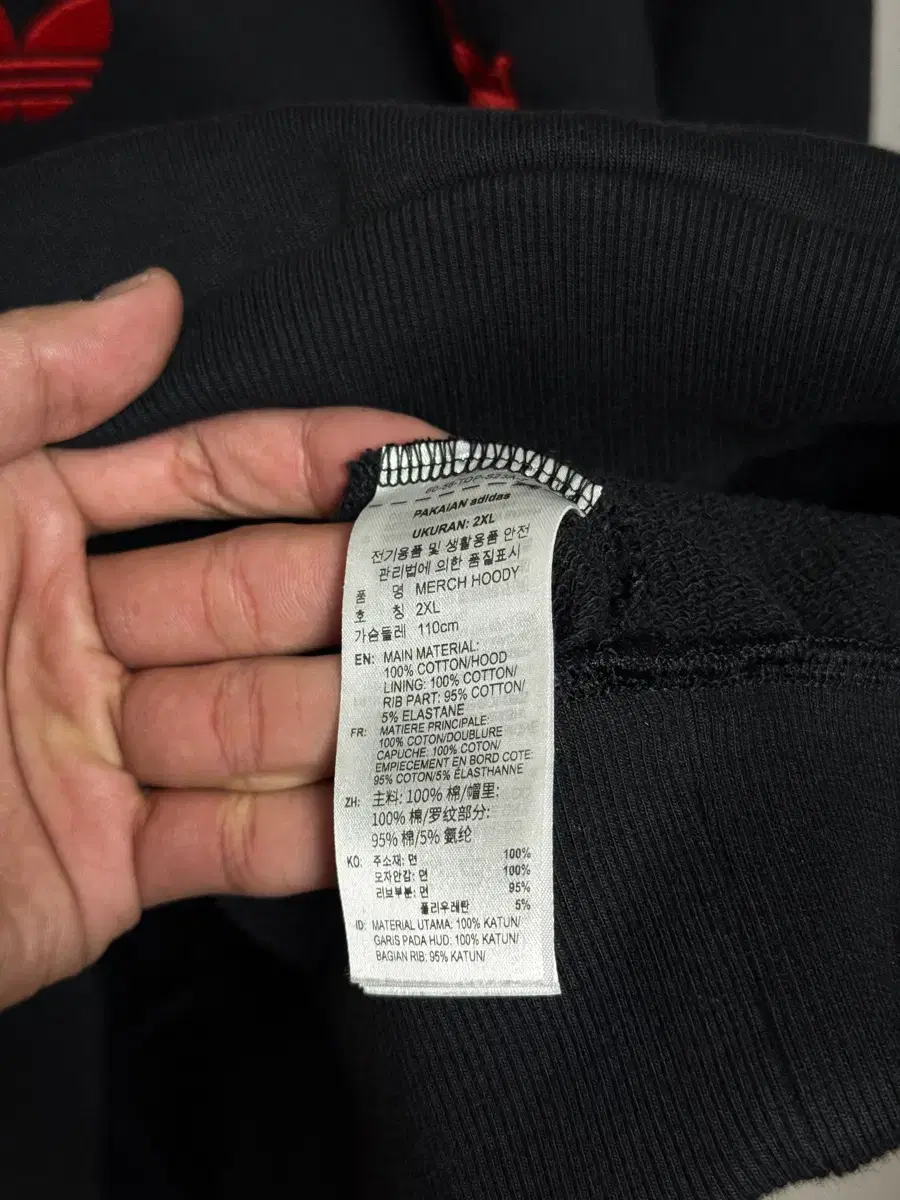 PAKAIAN adidas
UKURAN: 2XL
전기용품 및 생활용품 안전
관리법에 의한 품질표시
품 명 MERCH HOODY
호 칭 2XL
가슴둘레 110cm
EN: MAIN MATERIAL:
100% COTTON/HOOD
LINING: 100% COTTON/
RIB PART: 95% COTTON/
5% ELASTANE
FR: MATIERE PRINCIPALE:
100% COTON/DOUBLURE
CAPUCHE: 100% COTON/
EMPIECEMENT EN BORD COTE:
95% COTON/5% ÉLASTHANNE
ZH: 主料: 100% 棉/帽里:
100% 棉/罗纹部分:
95% 棉/5% 氨纶
KO: 주소재: 면 100%
모자안감: 면 100%
리브부분: 면 95%
폴리우레탄 5%
ID: MATERIAL UTAMA: 100% KATUN/
GARIS PADA HUD: 100% KATUN/
BAGIAN RIB: 95% KATUN/